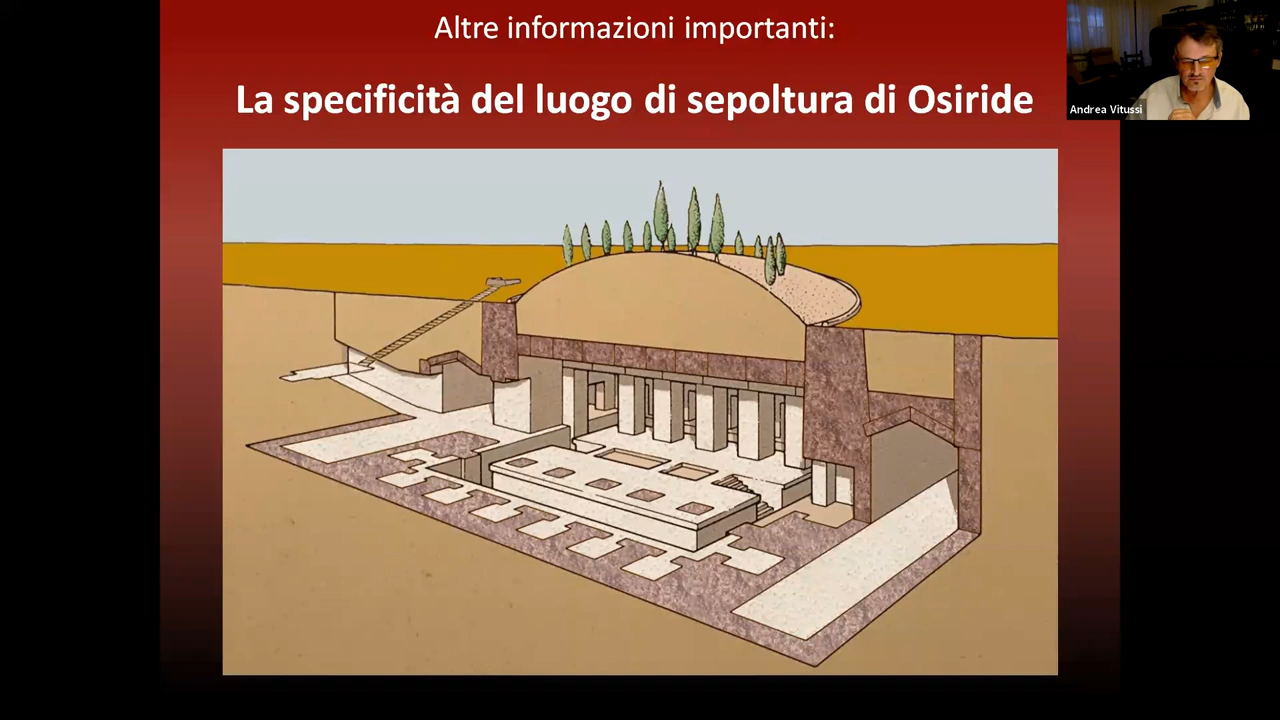 Altre informazioni importanti:
La specificità del luogo di sepoltura di Osiride
Andrea Vitussi